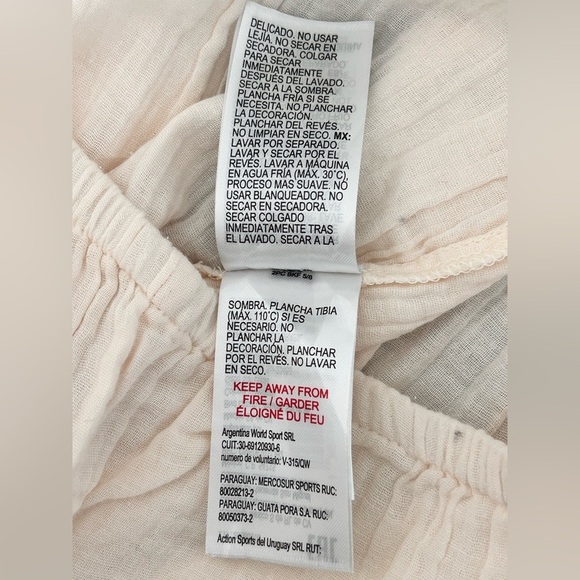 DELICADO. NO USAR
LEJIA. NO SECAR EN
SECADORA. COLGAR
PARA SECAR
INMEDIATAMENTE
DESPUÉS DEL LAVADO.
SECAR A LA SOMBRA.
PLANCHA FRÍA SI SE
NECESITA. NO PLANCHAR
LA DECORACIÓN.
PLANCHAR DEL REVÉS.
NO LIMPIAR EN SECO. MX:
LAVAR POR SEPARADO.
LAVAR Y SECAR POR EL
REVÉS. LAVAR A MÁQUINA
EN AGUA FRÍA (MÁX. 30°C),
PROCESO MAS SUAVE. NO
USAR BLANQUEADOR. NO
SECAR EN SECADORA.
SECAR COLGADO
INMEDIATAMENTE TRAS
EL LAVADO. SECAR A LA
SOMBRA. PLANCHA TIBIA
(MÁX. 110°C) SI ES
NECESARIO. NO
PLANCHAR LA
DECORACIÓN. PLANCHAR
POR EL REVÉS. NO LAVAR
EN SECO.
KEEP AWAY FROM
FIRE / GARDER
ÉLOIGNÉ DU FEU
Argentina World Sport SRL
CUIT:30-69120930-6
numero de voluntario: V-315/QW
PARAGUAY: MERCOSUR SPORTS RUC:
80028213-2
PARAGUAY: GUATA PORA S.A. RUC:
80050373-2
Action Sports del Uruguay SRL RUT: